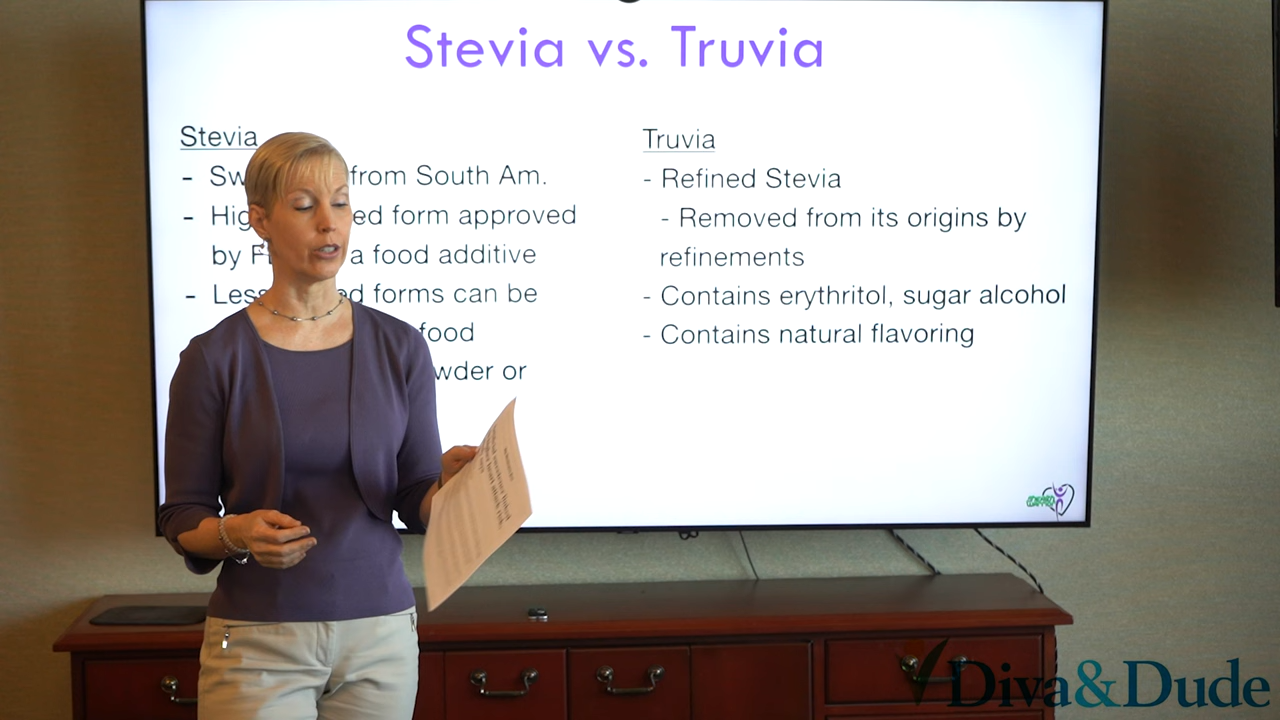 Stevia vs. Truvia
Stevia
- Sw from South Am.
- Hig ed form approved
by F a food additive
- Less ed forms can be
food
wder or
Truvia
- Refined Stevia
- Removed from its origins by
refinements
- Contains erythritol, sugar alcohol
- Contains natural flavoring
Diva&Dude